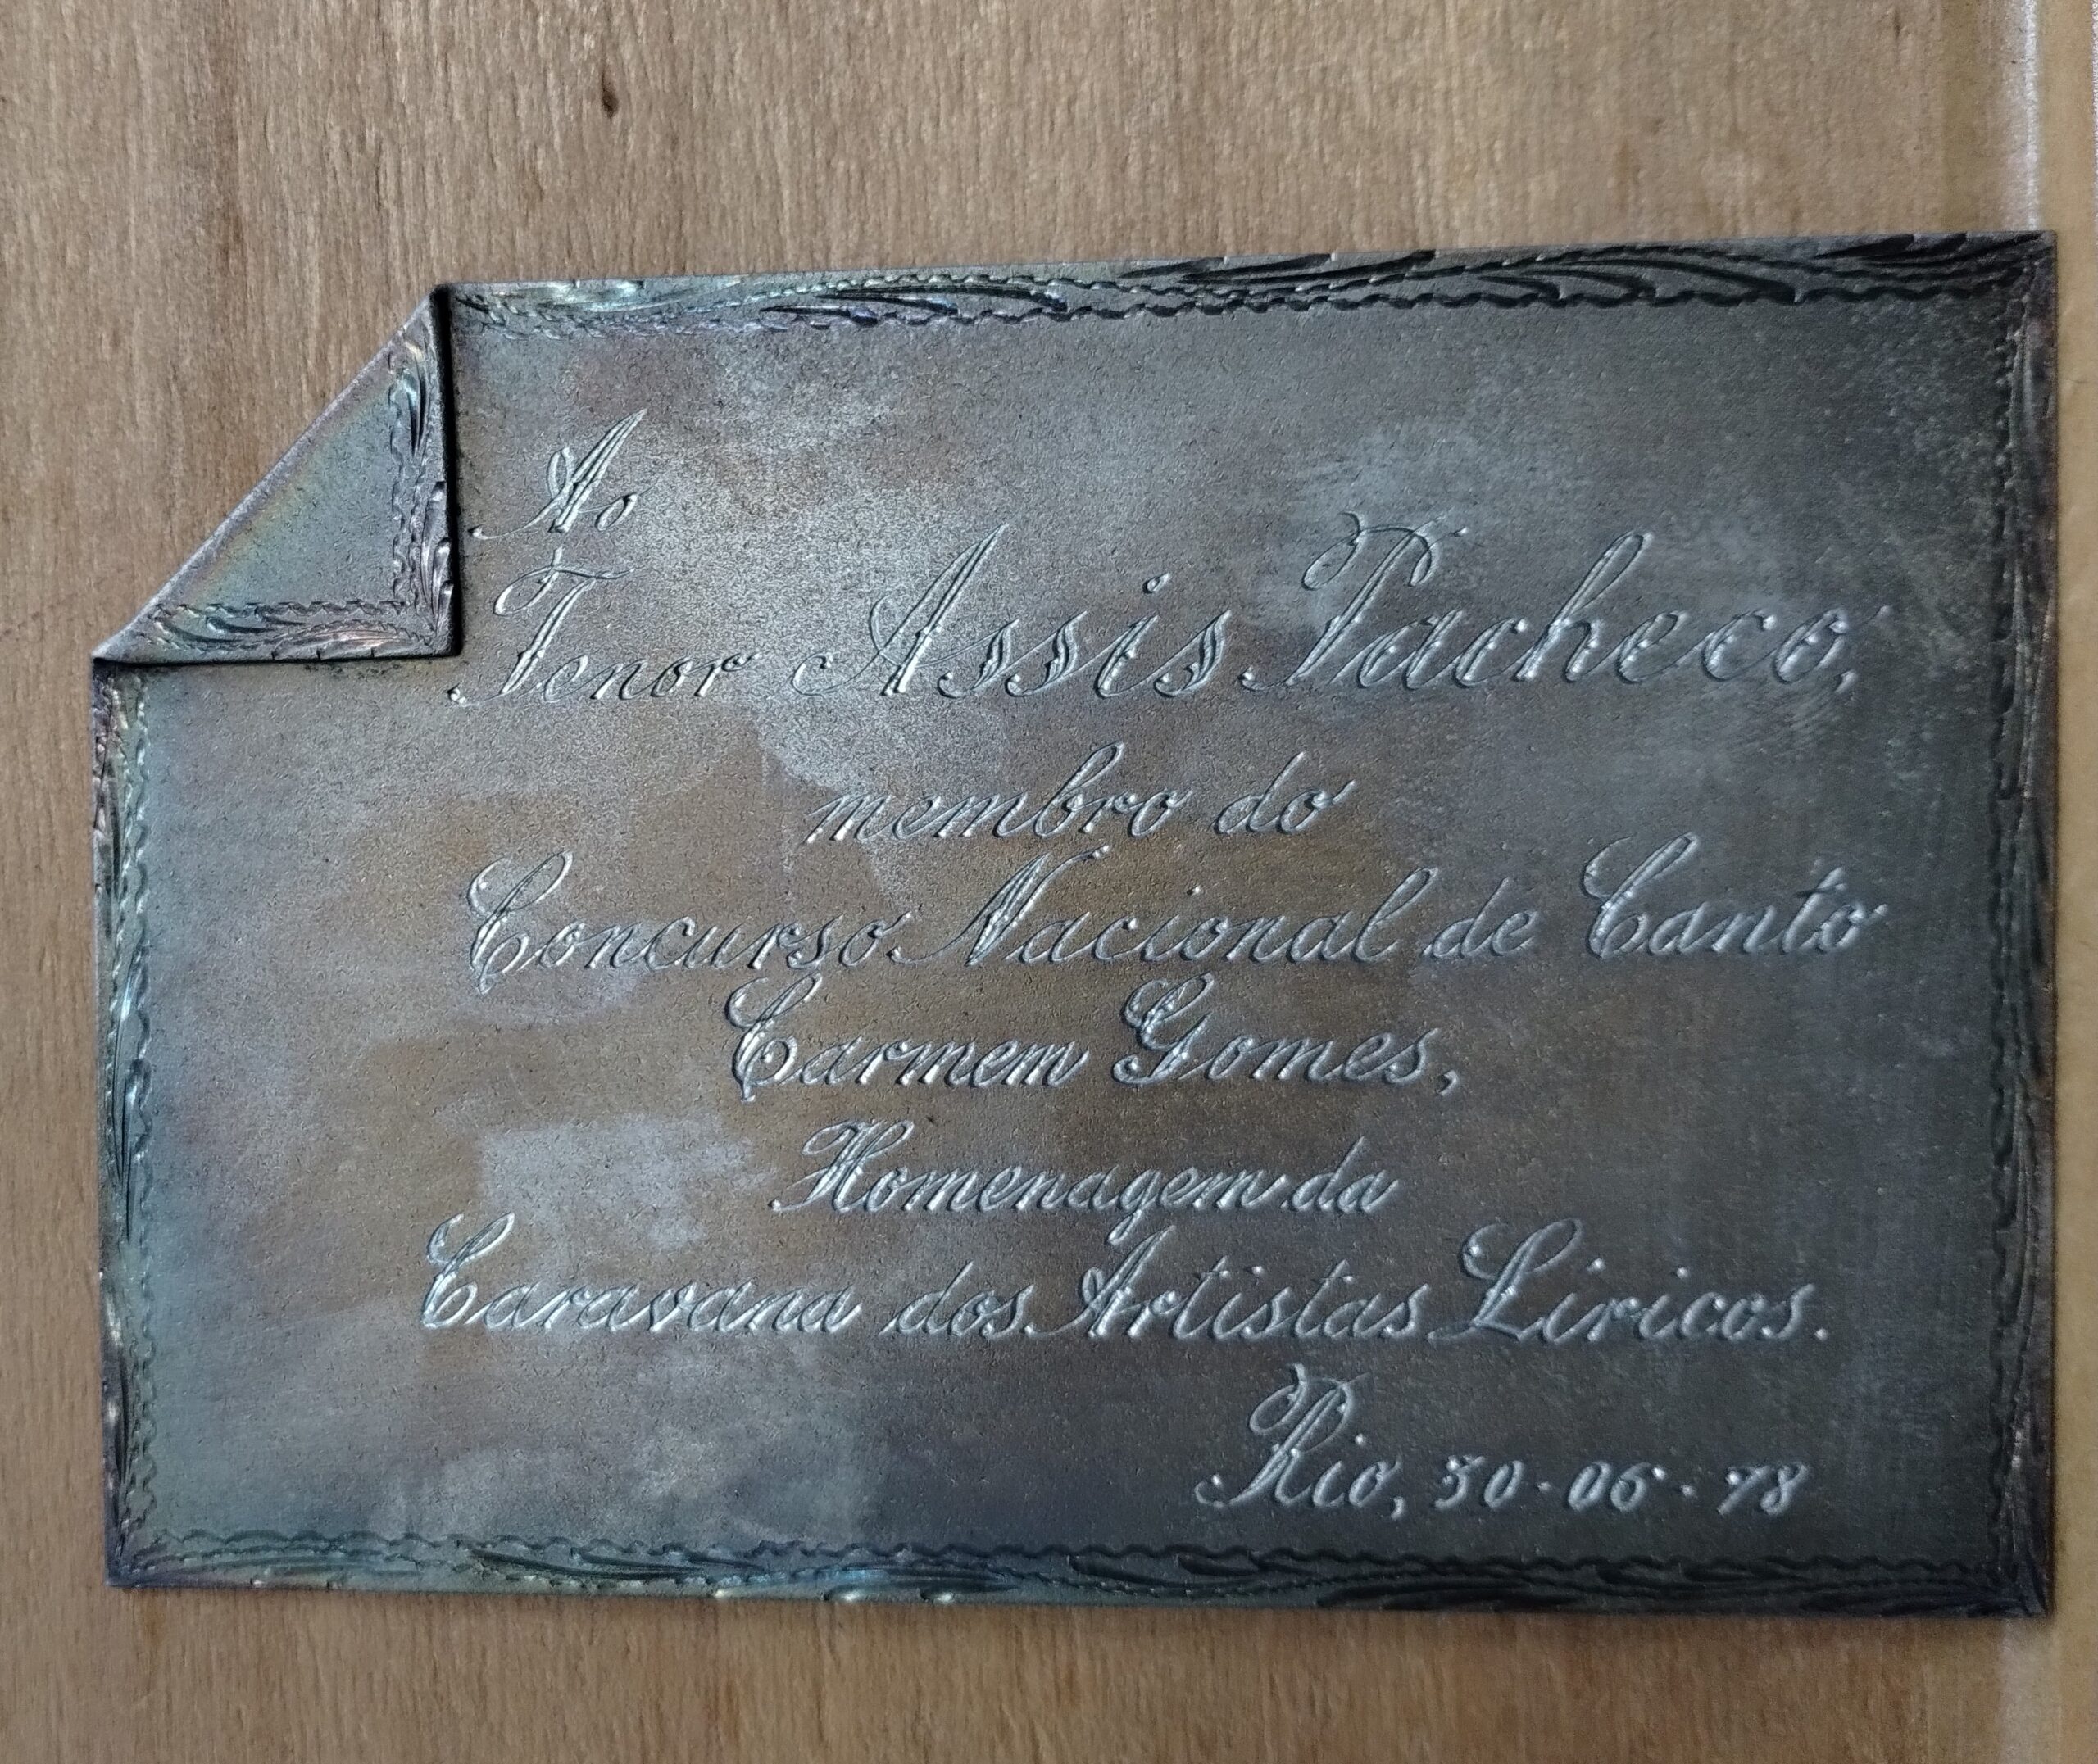 Ao
Tenor Assis Pacheco,
membro do
Concurso Nacional de Canto
Carmem Gomes,
Homenagem da
Caravana dos Artistas Liricos.
Rio, 30-06-78